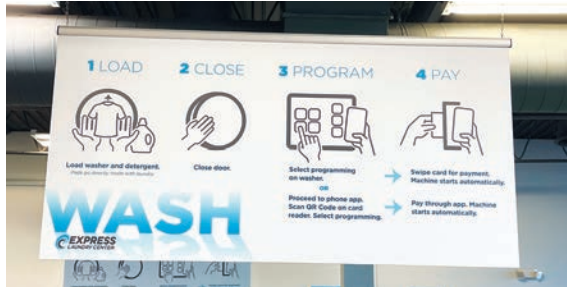 1 LOAD
2 CLOSE
3 PROGRAM
4 PAY
Load washer and detergent.
Close door.
Select programming
on washer.
OR
Proceed to phone app.
Scan QR Code on card
reader. Select programming.
Swipe card for payment.
Machine starts automatically.
Pay through app. Machine
starts automatically.
WASH
EXPRESS
LAUNDRY CENTER